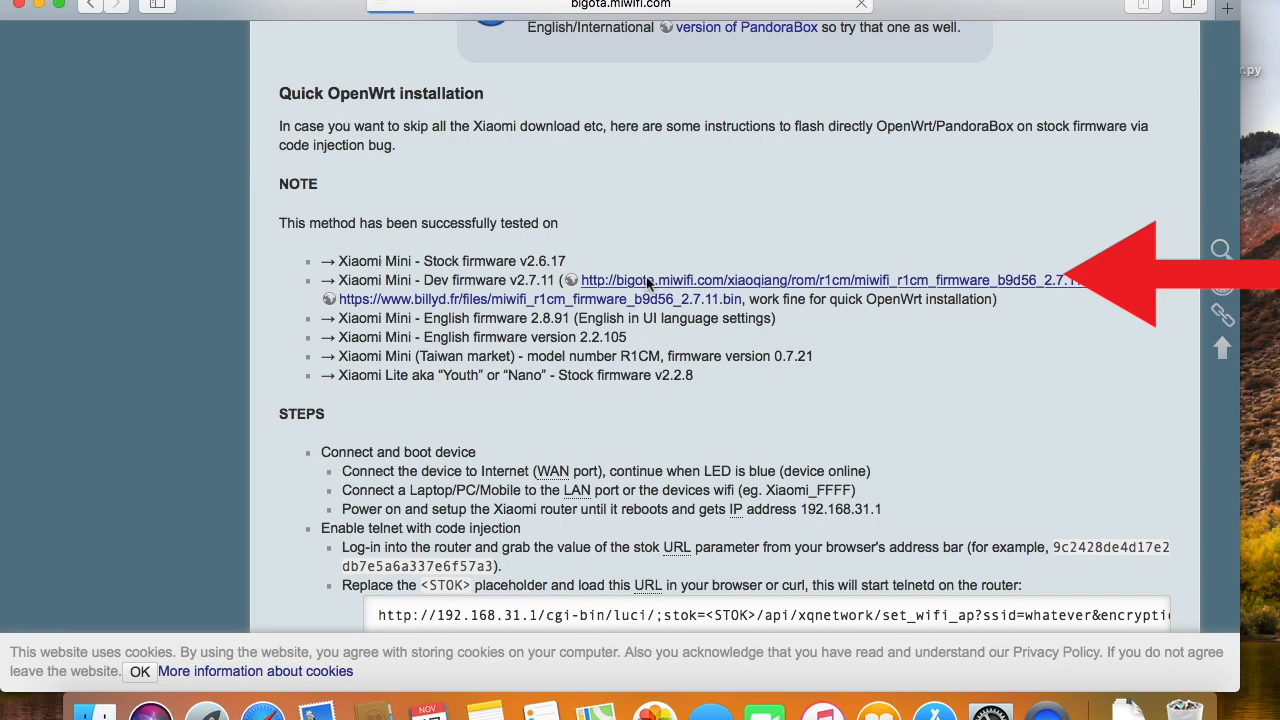 bigota.miwifi.com
English/International version of PandoraBox so try that one as well.
r.py
Quick OpenWrt installation
In case you want to skip all the Xiaomi download etc, here are some instructions to flash directly OpenWrt/PandoraBox on stock firmware via
code injection bug.
NOTE
This method has been successfully tested on
→ Xiaomi Mini - Stock firmware v2.6.17
→ Xiaomi Mini - Dev firmware v2.7.11 ( http://bigota.miwifi.com/xiaoqiang/rom/r1cm/miwifi_r1cm_firmware_b9d56_2.7.1
https://www.billyd.fr/files/miwifi_r1cm_firmware_b9d56_2.7.11.bin, work fine for quick OpenWrt installation)
→ Xiaomi Mini - English firmware 2.8.91 (English in UI language settings)
→ Xiaomi Mini - English firmware version 2.2.105
→ Xiaomi Mini (Taiwan market) - model number R1CM, firmware version 0.7.21
→ Xiaomi Lite aka “Youth” or “Nano” - Stock firmware v2.2.8
STEPS
Connect and boot device
Connect the device to Internet (WAN port), continue when LED is blue (device online)
Connect a Laptop/PC/Mobile to the LAN port or the devices wifi (eg. Xiaomi_FFFF)
Power on and setup the Xiaomi router until it reboots and gets IP address 192.168.31.1
Enable telnet with code injection
Log-in into the router and grab the value of the stok URL parameter from your browser's address bar (for example, 9c2428de4d17e2
db7e5a6a337e6f57a3).
Replace the <STOK> placeholder and load this URL in your browser or curl, this will start telnetd on the router:
http://192.168.31.1/cgi-bin/luci/;stok=<STOK>/api/xqnetwork/set_wifi_ap?ssid=whatever&encryptio
This website uses cookies. By using the website, you agree with storing cookies on your computer. Also you acknowledge that you have read and understand our Privacy Policy. If you do not agree
leave the website. OK More information about cookies
NOV